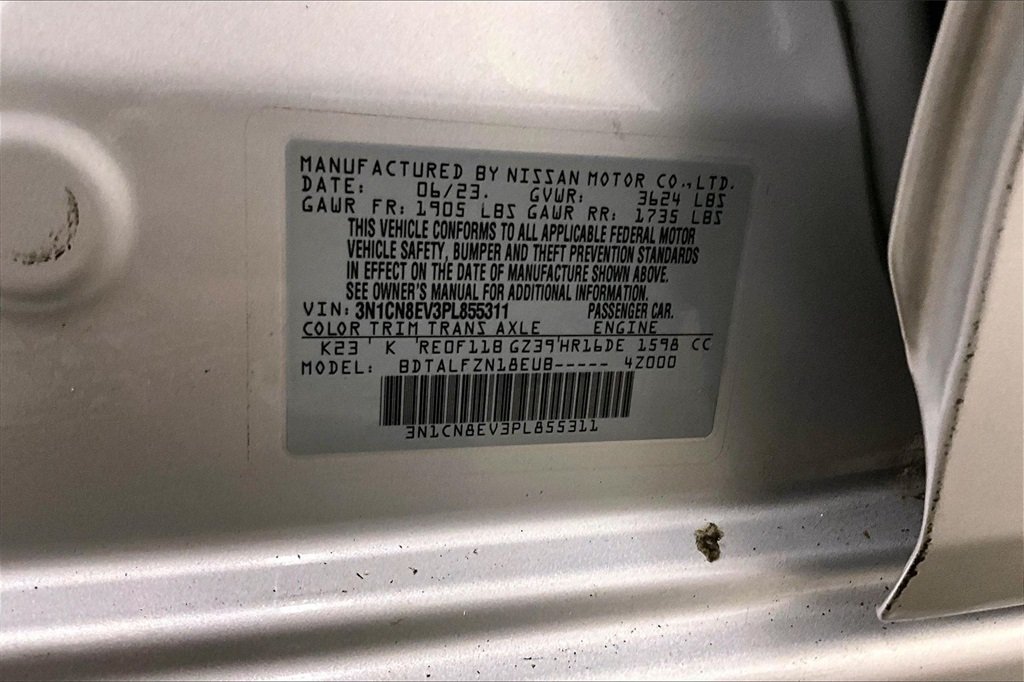 MANUFACTURED BY NISSAN MOTOR CO.,LTD.
DATE: 06/23. GVWR: 3624 LBS
GAWR FR: 1905 LBS GAWR RR: 1735 LBS
THIS VEHICLE CONFORMS TO ALL APPLICABLE FEDERAL MOTOR
VEHICLE SAFETY, BUMPER AND THEFT PREVENTION STANDARDS
IN EFFECT ON THE DATE OF MANUFACTURE SHOWN ABOVE.
SEE OWNER'S MANUAL FOR ADDITIONAL INFORMATION.
VIN: 3N1CN8EV3PL855311 PASSENGER CAR.
COLOR TRIM TRANS AXLE ENGINE
K23 ' K 'RE0F11B GZ39'HR16DE 1598 CC
MODEL: BDTALFZN18EUB----- 4Z000
3N1CN8EV3PL855311